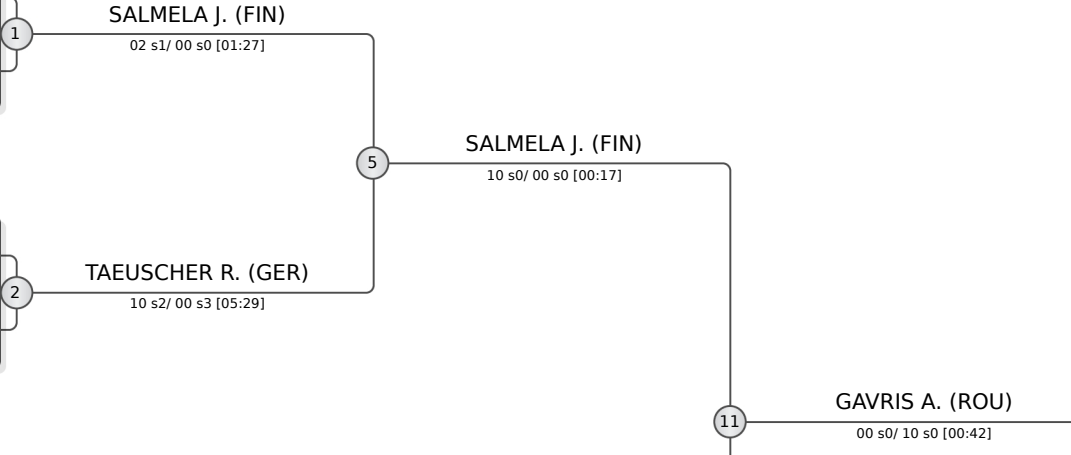 SALMELA J. (FIN)
1
02 s1/ 00 s0 [01:27]
SALMELA J. (FIN)
5
10 s0/ 00 s0 [00:17]
TAEUSCHER R. (GER)
2
10 s2/ 00 s3 [05:29]
GAVRIS A. (ROU)
11
00 s0/ 10 s0 [00:42]